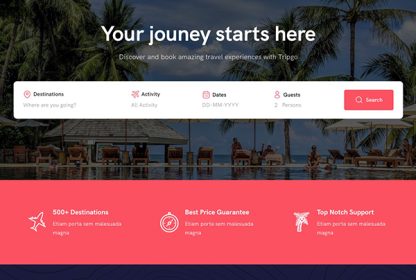 Your jouney starts here
Discover and book amazing travel experiences with Tripgo
Destinations
Where are you going?
Activity
All Activity
Dates
DD-MM-YYYY
Guests
2 Persons
Search
500+ Destinations
Etiam porta sem malesuada
magna
Best Price Guarantee
Etiam porta sem malesuada
magna
Top Notch Support
Etiam porta sem malesuada
magna